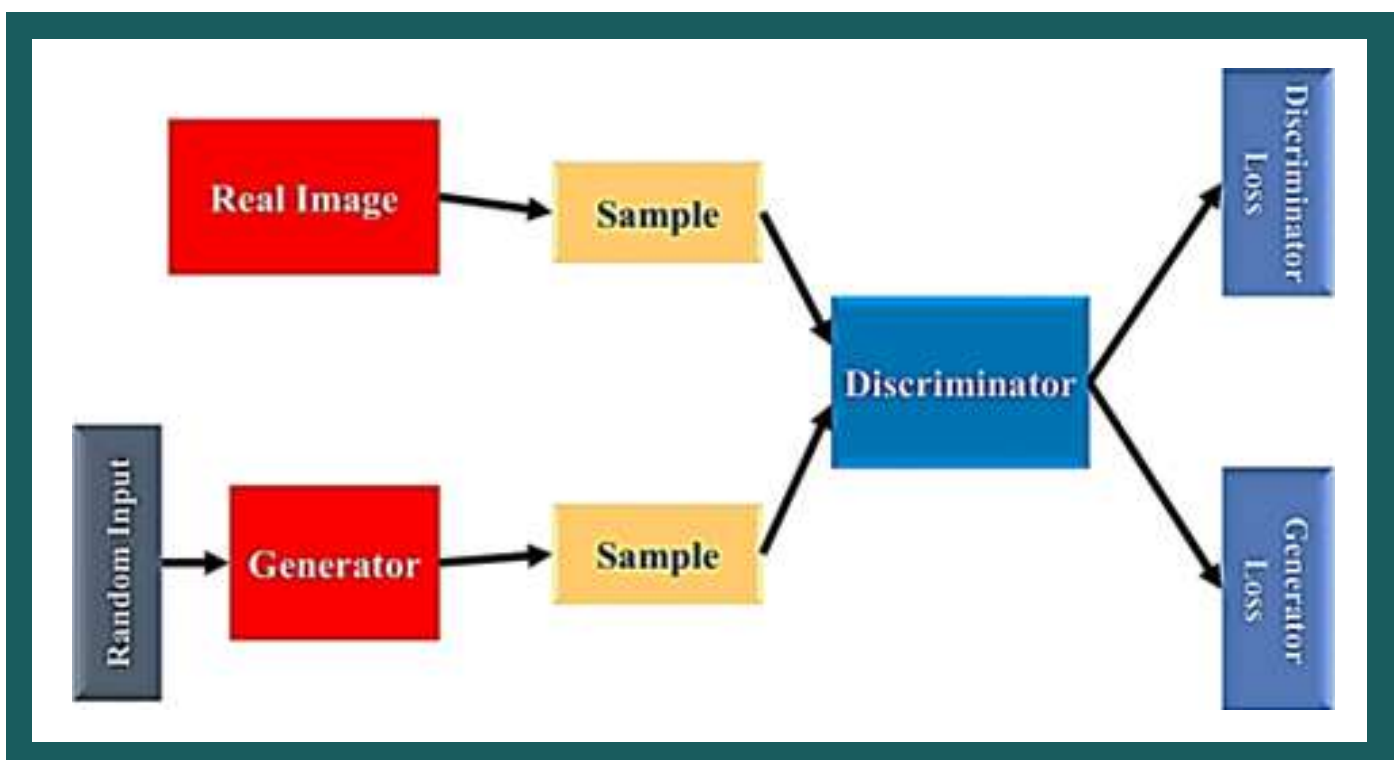 Real Image
Sample
Discriminator
Loss
Discriminator
Random Input
Generator
Sample
Generator
Loss